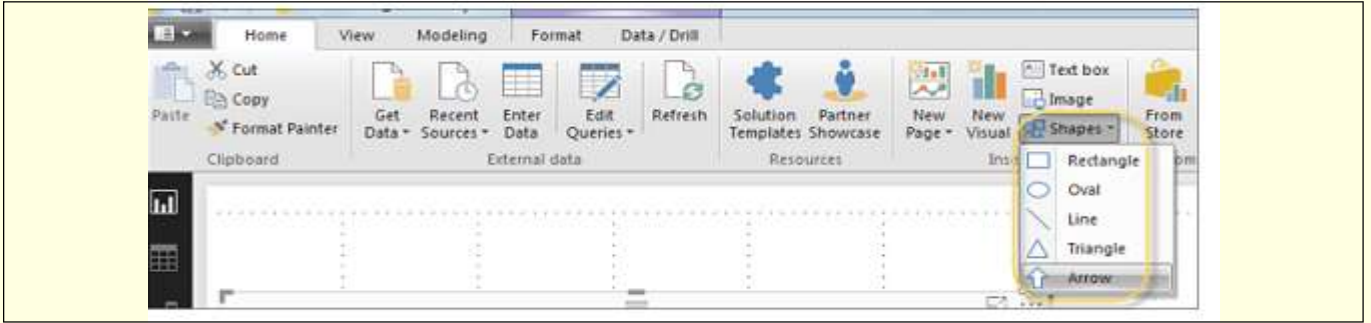 Home View Modeling Format Data / Drill
Cut
Copy
Format Painter
Paste
Clipboard
Get Data
Recent Sources
Enter Data
Edit Queries
Refresh
External data
Solution Templates
Partner Showcase
Resources
New Page
New Visual
Text box
Image
Shapes
Ins
From Store
om
Rectangle
Oval
Line
Triangle
Arrow